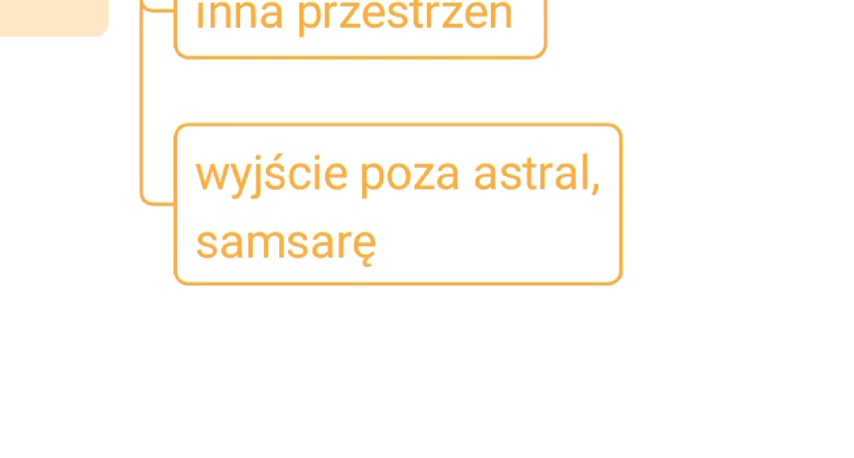 inna przestrzeń
wyjście poza astral,
samsarę